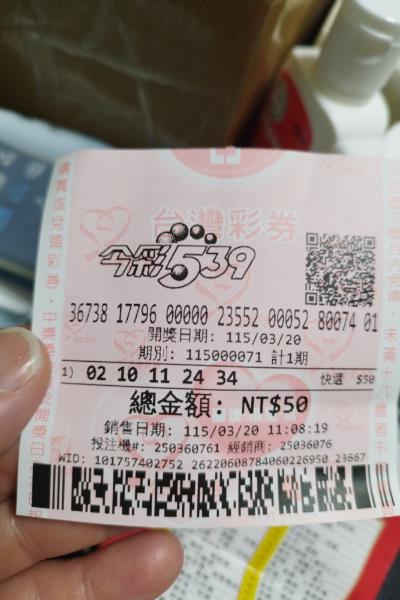 台灣彩券
今彩539
36738 17796 00000 23552 00052 80074 01
開獎日期: 115/03/20
期別: 115000071 計1期
1) 02 10 11 24 34 快選 $50
總金額: NT$50
銷售日期: 115/03/20 11:08:19
投注機#: 250360761 經銷商: 25036076
WID: 101757402752 262206087840602269​50 23667